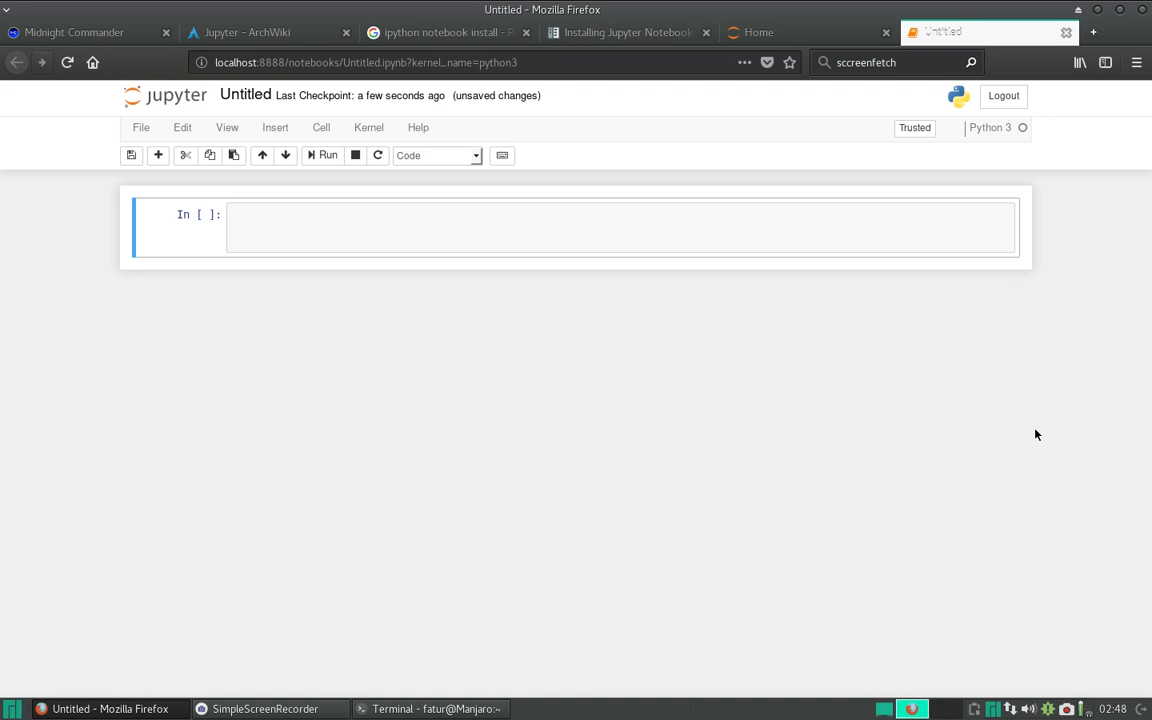 Untitled - Mozilla Firefox
Midnight Commander
Jupyter - ArchWiki
ipython notebook install -
Installing Jupyter Notebook
Home
Untitled
localhost:8888/notebooks/Untitled.ipynb?kernel_name=python3
sccreenfetch
jupyter Untitled Last Checkpoint: a few seconds ago (unsaved changes)
Logout
File Edit View Insert Cell Kernel Help
Trusted
Python 3
Run
Code
In [ ]:
Untitled - Mozilla Firefox
SimpleScreenRecorder
Terminal - fatur@Manjaro:~
02:48